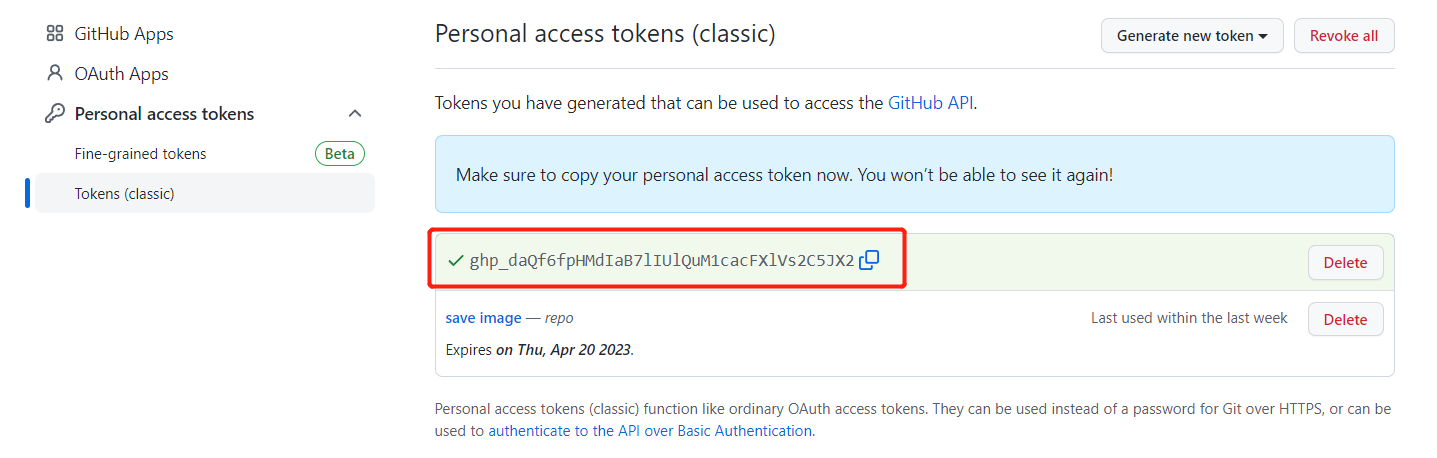 GitHub Apps
OAuth Apps
Personal access tokens
Fine-grained tokens Beta
Tokens (classic)
Personal access tokens (classic)
Generate new token
Revoke all
Tokens you have generated that can be used to access the GitHub API.
Make sure to copy your personal access token now. You won't be able to see it again!
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
Delete
save image — repo
Last used within the last week
Delete
Expires on Thu, Apr 20 2023.
Personal access tokens (classic) function like ordinary OAuth access tokens. They can be used instead of a password for Git over HTTPS, or can be
used to authenticate to the API over Basic Authentication.